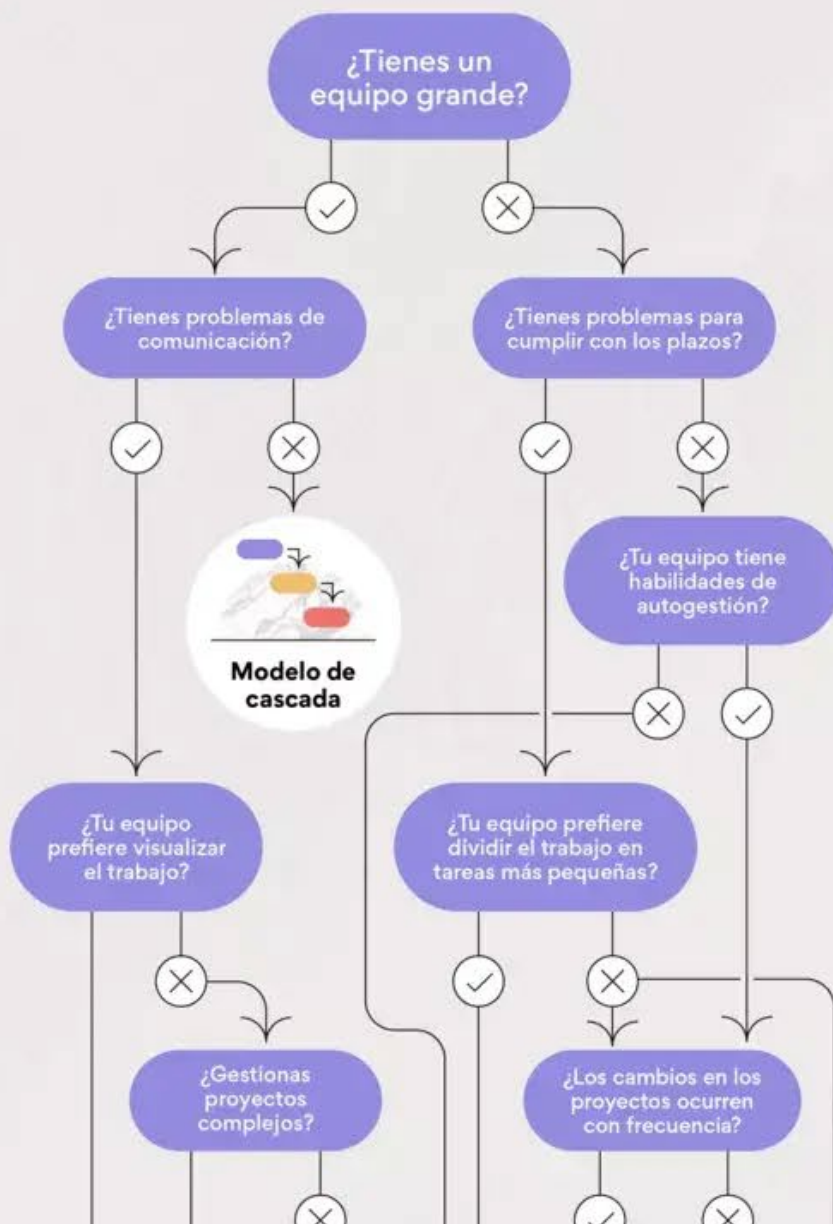 ¿Tienes un
equipo grande?
¿Tienes problemas de
comunicación?
¿Tienes problemas para
cumplir con los plazos?
Modelo de
cascada
¿Tu equipo tiene
habilidades de
autogestión?
¿Tu equipo
prefiere visualizar
el trabajo?
¿Tu equipo prefiere
dividir el trabajo en
tareas más pequeñas?
¿Gestionas
proyectos
complejos?
¿Los cambios en los
proyectos ocurren
con frecuencia?